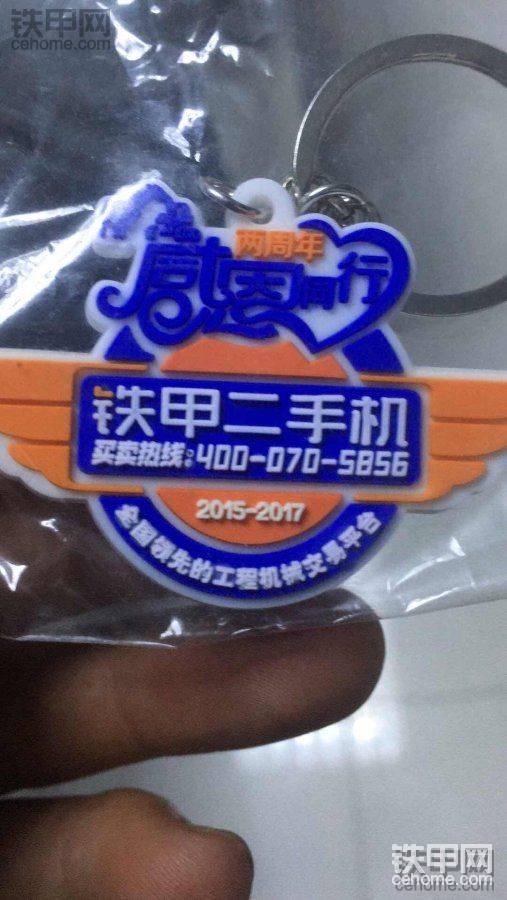 铁甲网
cehome.com
两周年
感恩同行
铁甲二手机
买卖热线:400-070-5856
2015-2017
全国领先的工程机械交易平台
铁甲网
cehome.com